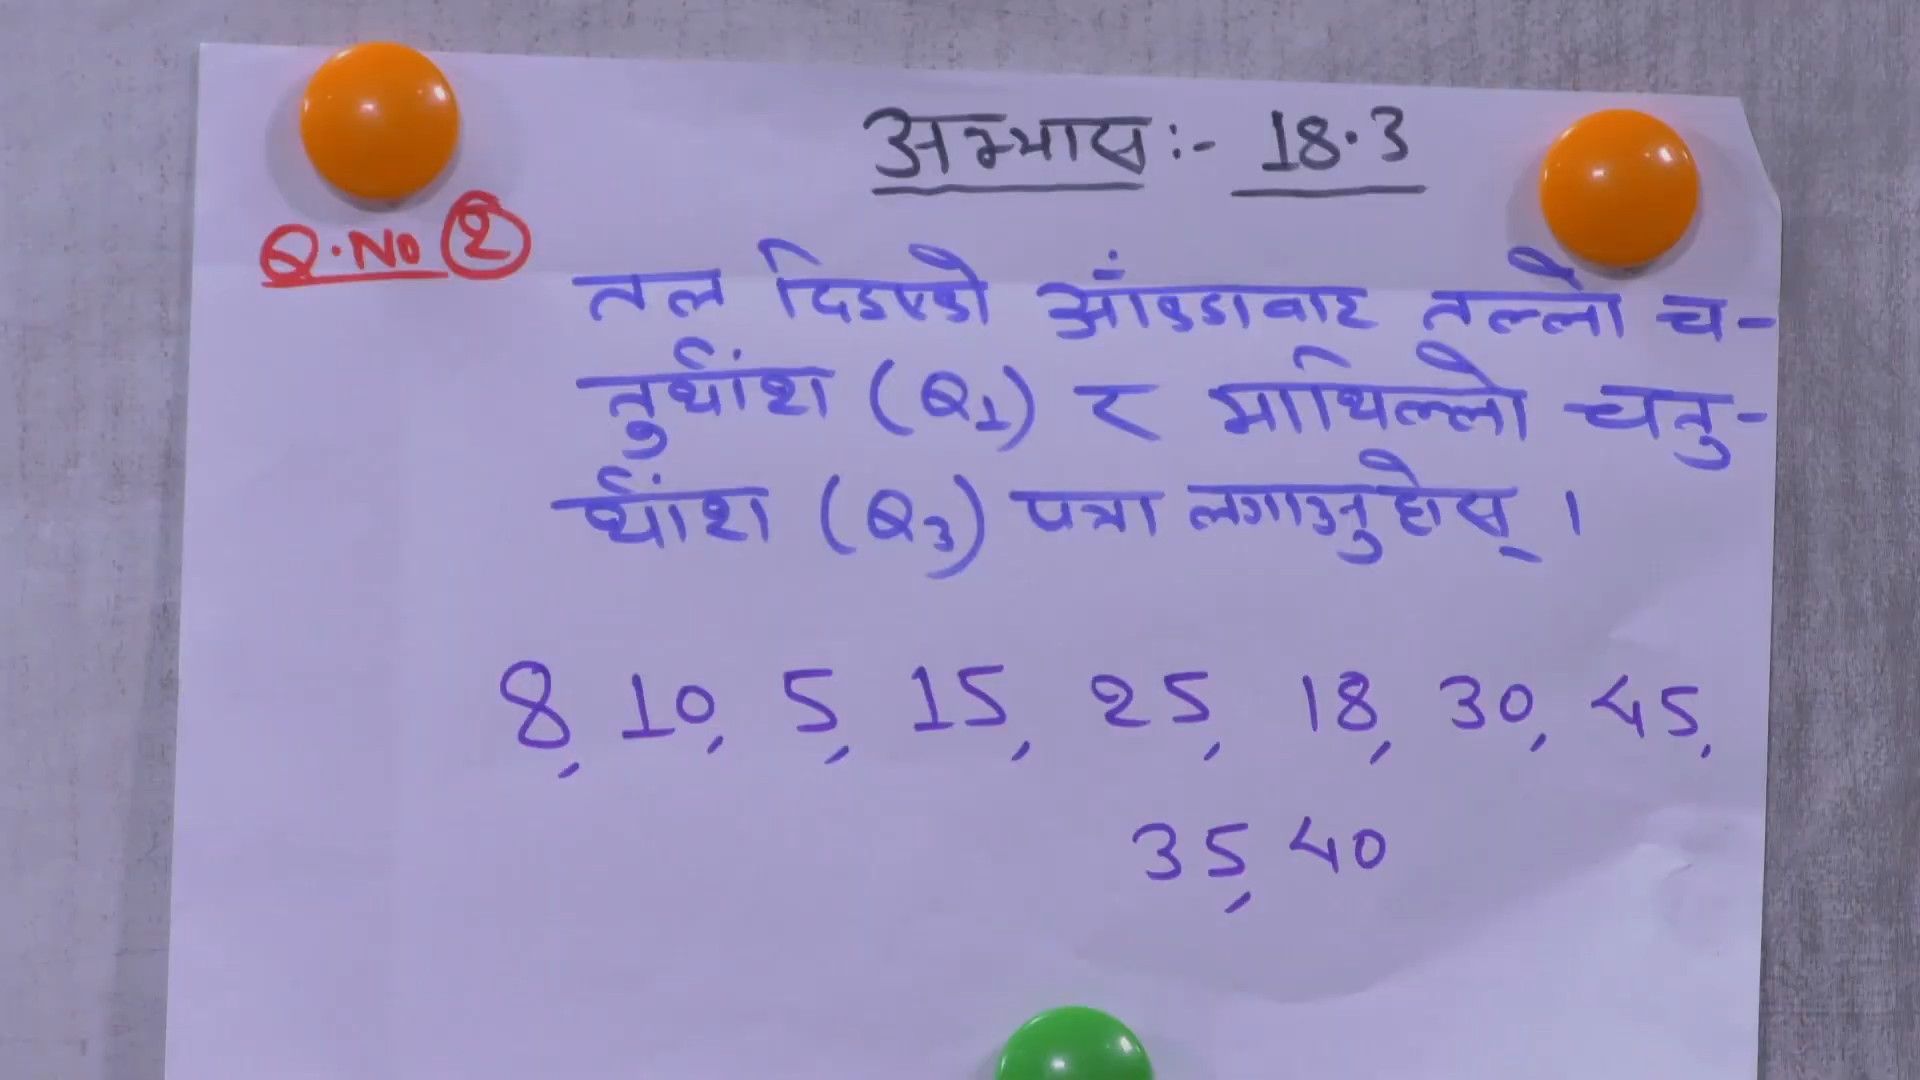 अभ्यास :- 18.3
Q.No २
तल दिइएको आँकडाबाट तल्लो च-
तुर्थांश (Q1) र माथिल्लो चतु-
र्थांश (Q3) पत्ता लगाउनुहोस् ।
8, 10, 5, 15, 25, 18, 30, 45,
35, 40